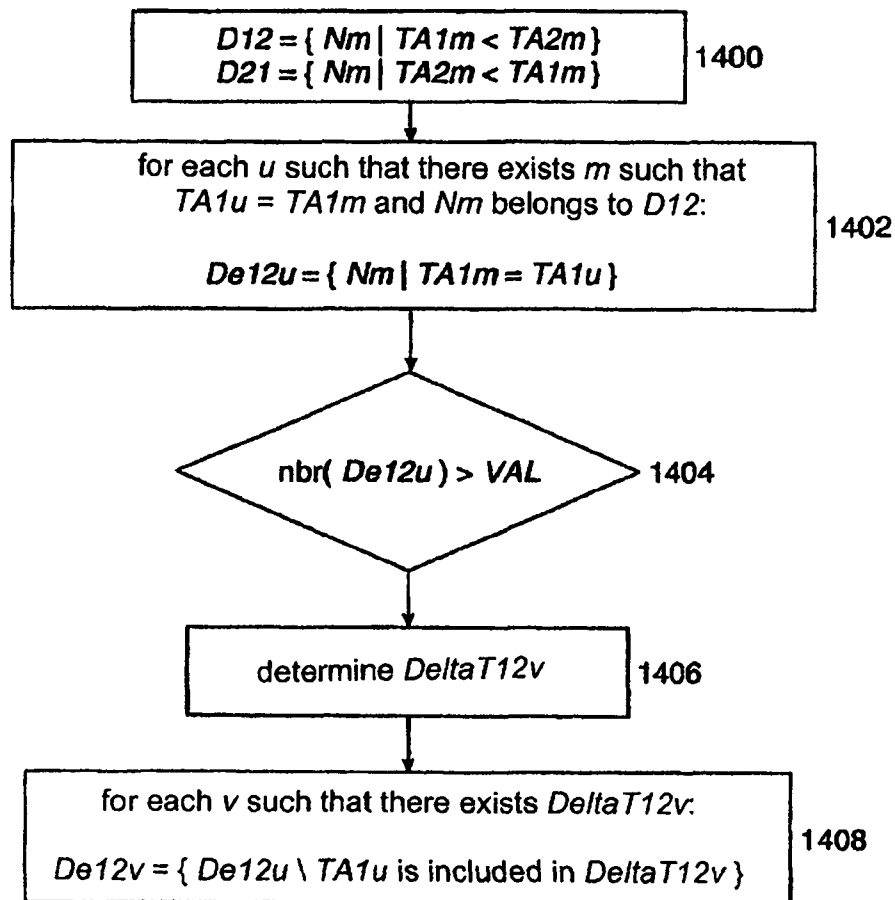 D12 = { Nm | TA1m < TA2m }
D21 = { Nm | TA2m < TA1m }
1400
for each u such that there exists m such that
TA1u = TA1m and Nm belongs to D12:
De12u = { Nm | TA1m = TA1u }
1402
nbr( De12u ) > VAL
1404
determine DeltaT12v
1406
for each v such that there exists DeltaT12v:
De12v = { De12u \ TA1u is included in DeltaT12v }
1408